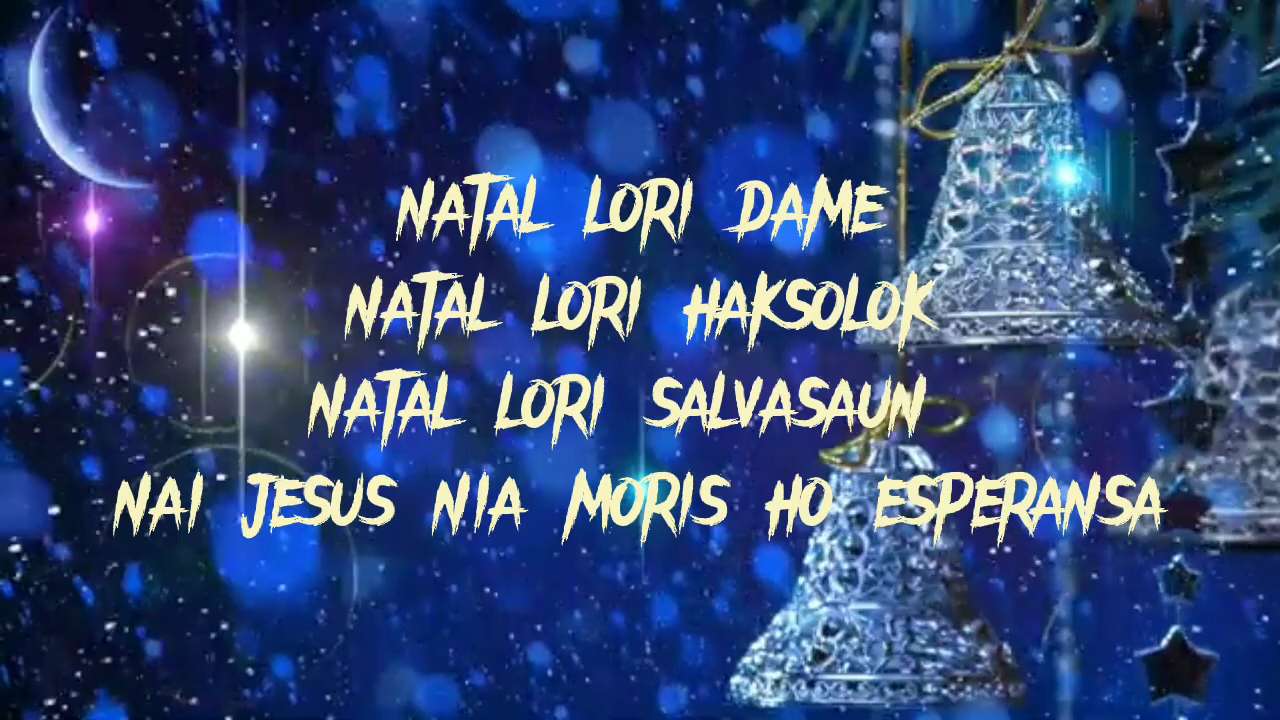 NATAL LORI DAME
NATAL LORI HAKSOLOK
NATAL LORI SALVASAUN
NAI JESUS NIA MORIS HO ESPERANSA